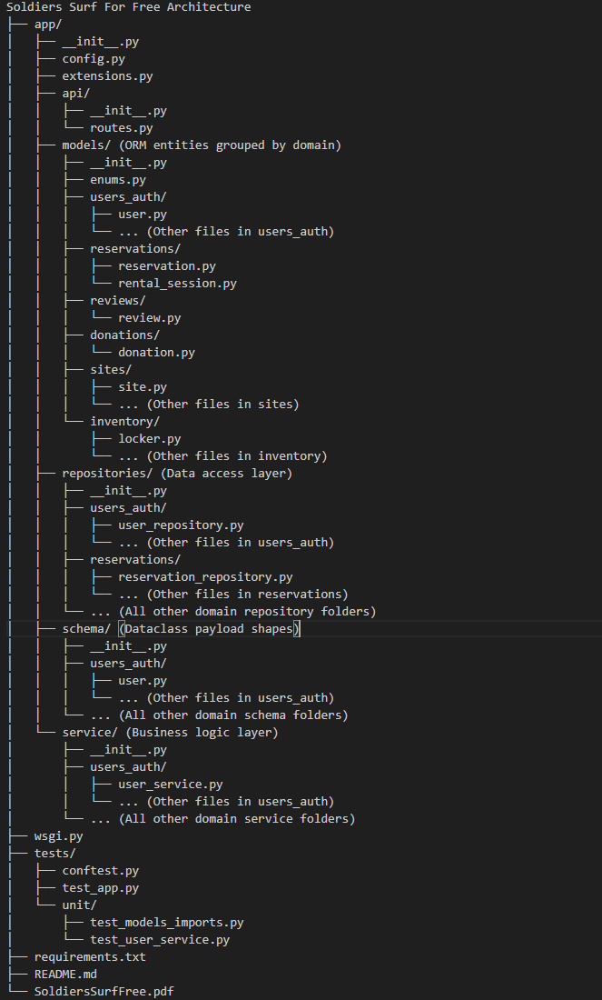 Soldiers Surf For Free Architecture
├── app/
│   ├── __init__.py
│   ├── config.py
│   ├── extensions.py
│   ├── api/
│   │   ├── __init__.py
│   │   └── routes.py
│   ├── models/ (ORM entities grouped by domain)
│   │   ├── __init__.py
│   │   ├── enums.py
│   │   ├── users_auth/
│   │   │   ├── user.py
│   │   │   └── ... (Other files in users_auth)
│   │   ├── reservations/
│   │   │   ├── reservation.py
│   │   │   └── rental_session.py
│   │   ├── reviews/
│   │   │   └── review.py
│   │   ├── donations/
│   │   │   └── donation.py
│   │   ├── sites/
│   │   │   ├── site.py
│   │   │   └── ... (Other files in sites)
│   │   └── inventory/
│   │       ├── locker.py
│   │       └── ... (Other files in inventory)
│   ├── repositories/ (Data access layer)
│   │   ├── __init__.py
│   │   ├── users_auth/
│   │   │   ├── user_repository.py
│   │   │   └── ... (Other files in users_auth)
│   │   ├── reservations/
│   │   │   ├── reservation_repository.py
│   │   │   └── ... (Other files in reservations)
│   │   └── ... (All other domain repository folders)
│   ├── schema/ (Dataclass payload shapes)
│   │   ├── __init__.py
│   │   ├── users_auth/
│   │   │   ├── user.py
│   │   │   └── ... (Other files in users_auth)
│   │   └── ... (All other domain schema folders)
│   └── service/ (Business logic layer)
│       ├── __init__.py
│       ├── users_auth/
│       │   ├── user_service.py
│       │   └── ... (Other files in users_auth)
│       └── ... (All other domain service folders)
├── wsgi.py
├── tests/
│   ├── conftest.py
│   ├── test_app.py
│   └── unit/
│       ├── test_models_imports.py
│       └── test_user_service.py
├── requirements.txt
├── README.md
└── SoldiersSurfFree.pdf